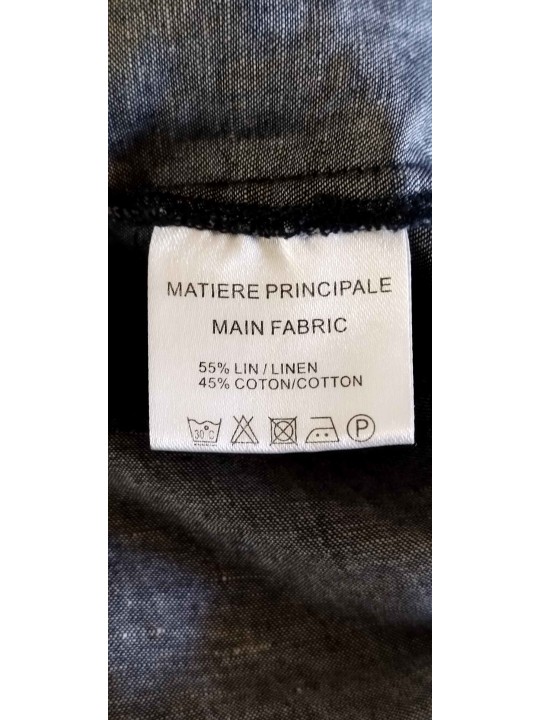 MATIERE PRINCIPALE
MAIN FABRIC
55% LIN / LINEN
45% COTON/COTTON
30°C P